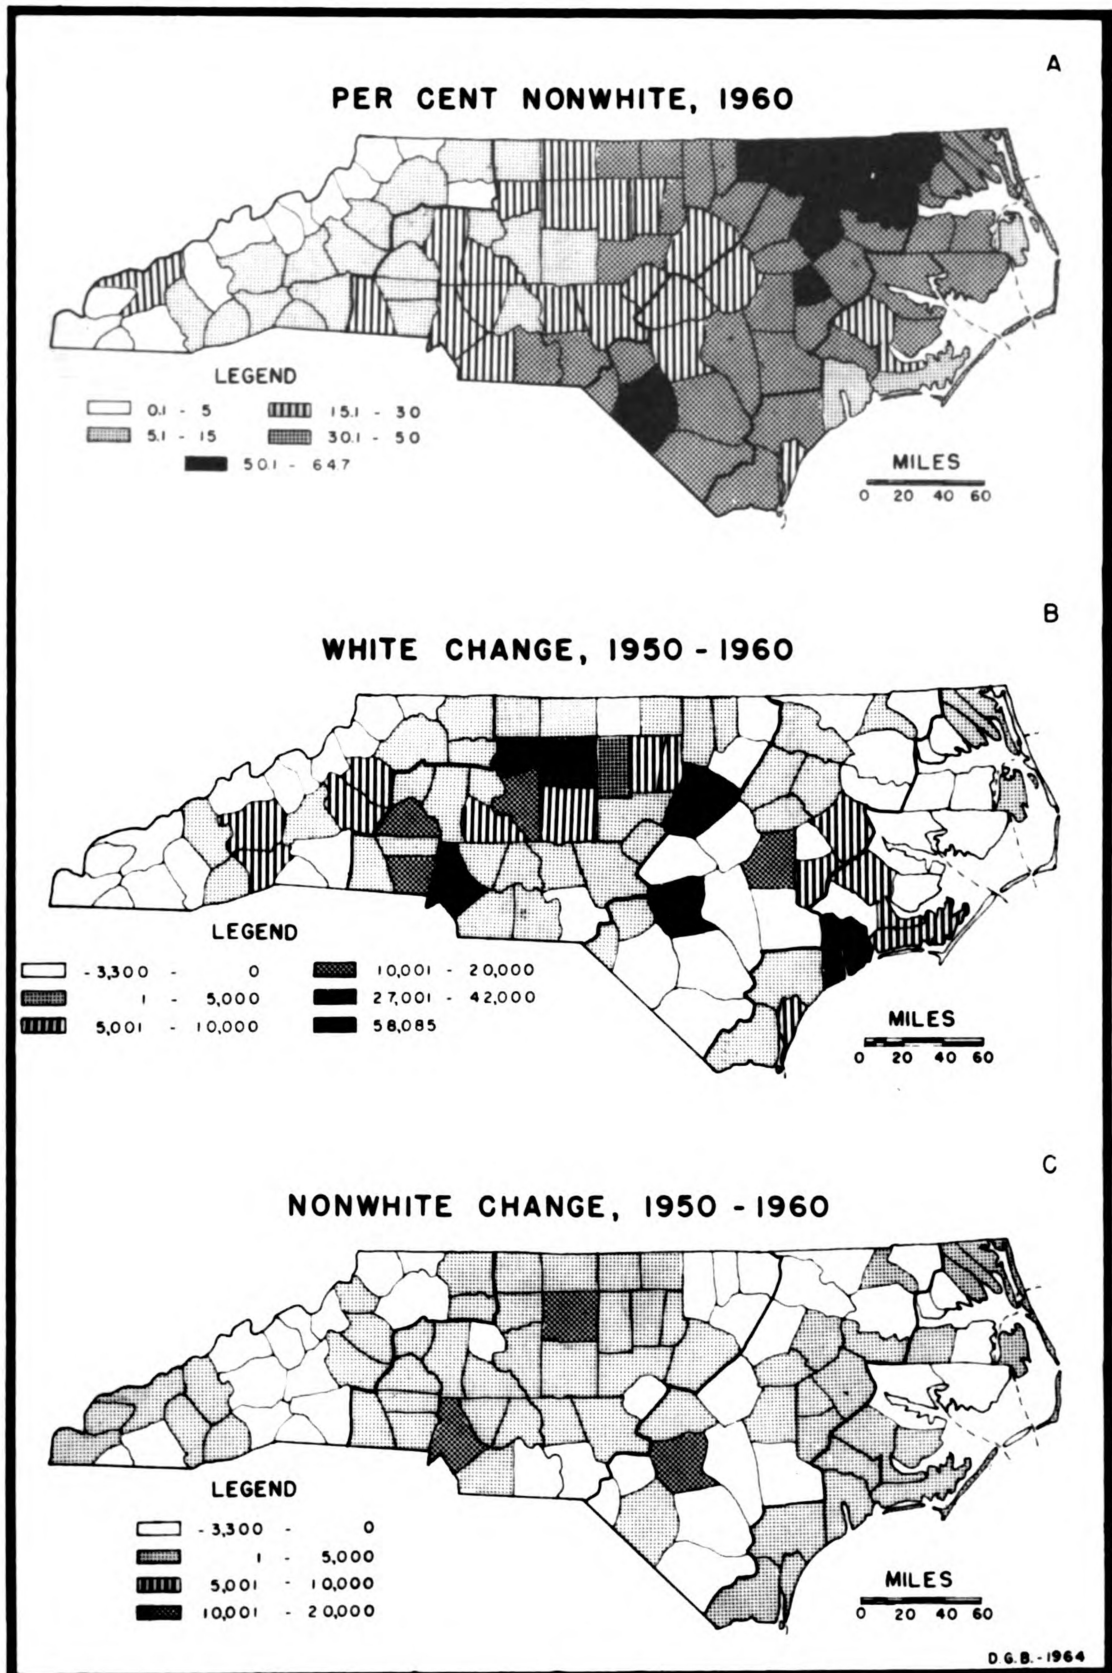 A
PER CENT NONWHITE, 1960
LEGEND
0.1 - 5
15.1 - 30
5.1 - 15
30.1 - 50
50.1 - 64.7
MILES
0 20 40 60
B
WHITE CHANGE, 1950 - 1960
LEGEND
- 3,300 - 0
10,001 - 20,000
1 - 5,000
27,001 - 42,000
5,001 - 10,000
58,085
MILES
0 20 40 60
C
NONWHITE CHANGE, 1950 - 1960
LEGEND
- 3,300 - 0
1 - 5,000
5,001 - 10,000
10,001 - 20,000
MILES
0 20 40 60
D.G.B. - 1964